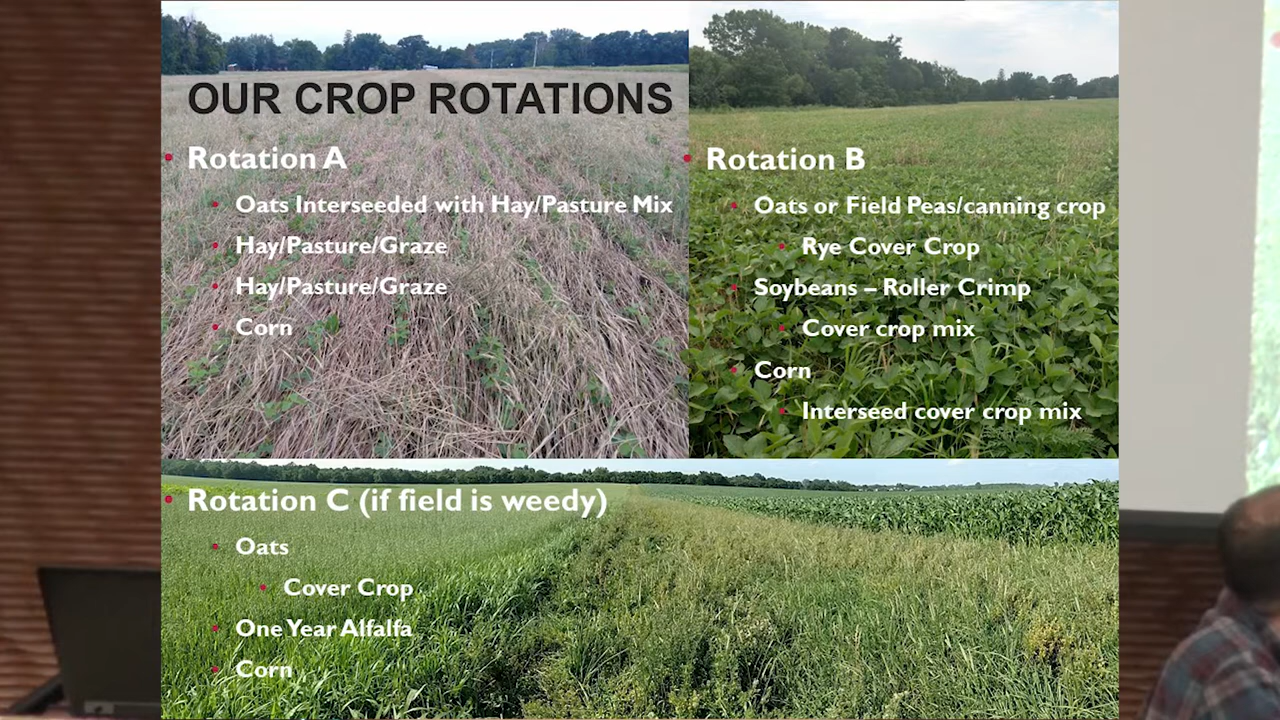 OUR CROP ROTATIONS
• Rotation A
• Oats Interseeded with Hay/Pasture Mix
• Hay/Pasture/Graze
• Hay/Pasture/Graze
• Corn
• Rotation B
• Oats or Field Peas/canning crop
• Rye Cover Crop
• Soybeans – Roller Crimp
• Cover crop mix
• Corn
• Interseed cover crop mix
• Rotation C (if field is weedy)
• Oats
• Cover Crop
• One Year Alfalfa
• Corn